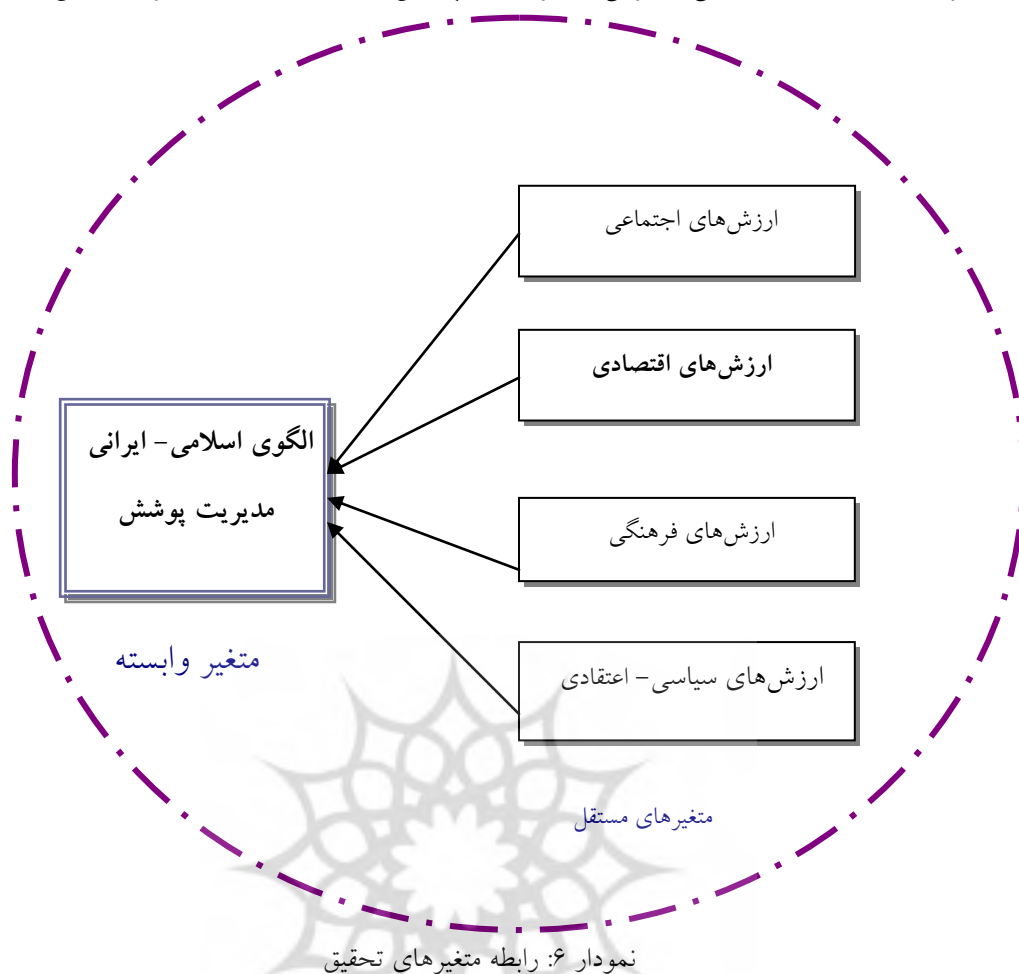 ارزش‌های اجتماعی
ارزش‌های اقتصادی
الگوی اسلامی- ایرانی
مدیریت پوشش
ارزش‌های فرهنگی
ارزش‌های سیاسی- اعتقادی
متغیر وابسته
متغیرهای مستقل
نمودار ۶: رابطه متغیرهای تحقیق